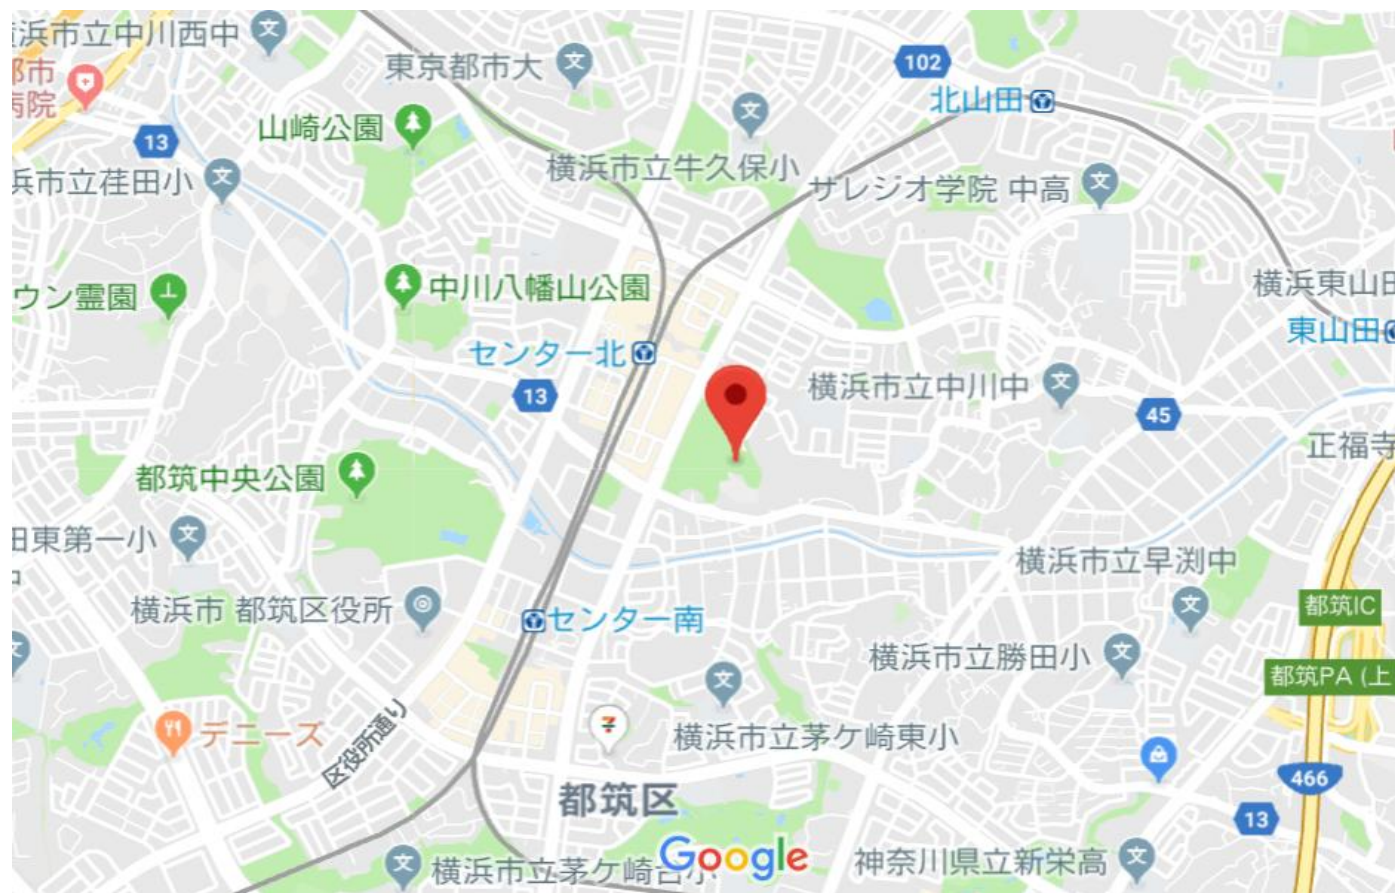 浜市立中川西中
東京都市大
102
北山田
病院
山崎公園
13
横浜市立牛久保小
浜市立荏田小
サレジオ学院 中高
ウン霊園
中川八幡山公園
横浜東山田
東山田
センター北
13
横浜市立中川中
45
正福寺
都筑中央公園
田東第一小
横浜市立早渕中
横浜市 都筑区役所
センター南
都筑IC
横浜市立勝田小
都筑PA (上
デニーズ
区役所通り
横浜市立茅ケ崎東小
466
都筑区
13
Google
横浜市立茅ケ崎台小
神奈川県立新栄高